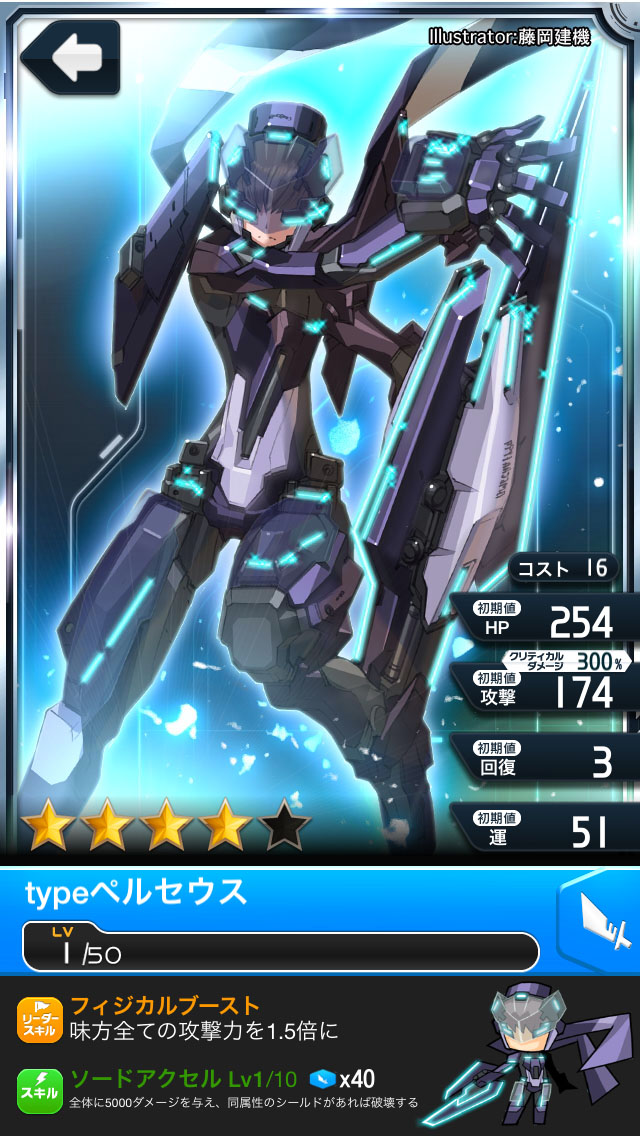 Illustrator:藤岡建機
コスト 16
初期値
HP 254
クリティカル
ダメージ 300%
初期値
攻撃 174
初期値
回復 3
初期値
運 51
typeペルセウス
LV
1/50
リーダースキル
フィジカルブースト
味方全ての攻撃力を1.5倍に
スキル
ソードアクセル Lv1/10 x40
全体に5000ダメージを与え、同属性のシールドがあれば破壊する